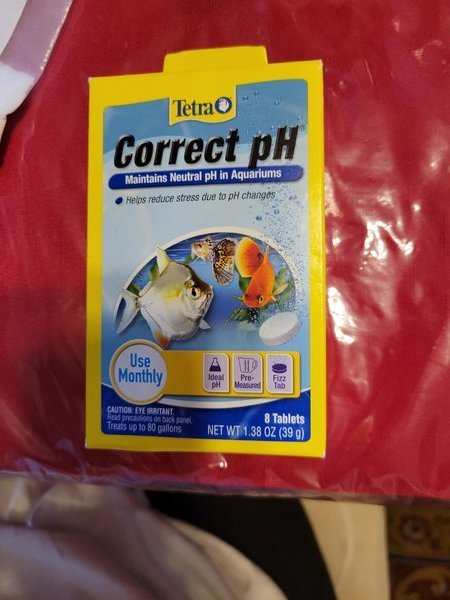 Tetra
Correct pH®
Maintains Neutral pH in Aquariums
Helps reduce stress due to pH changes
Use
Monthly
Ideal
pH
Pre-
Measured
Fizz
Tab
CAUTION: EYE IRRITANT.
Read precautions on back panel.
Treats up to 80 gallons
8 Tablets
NET WT 1.38 OZ (39 g)